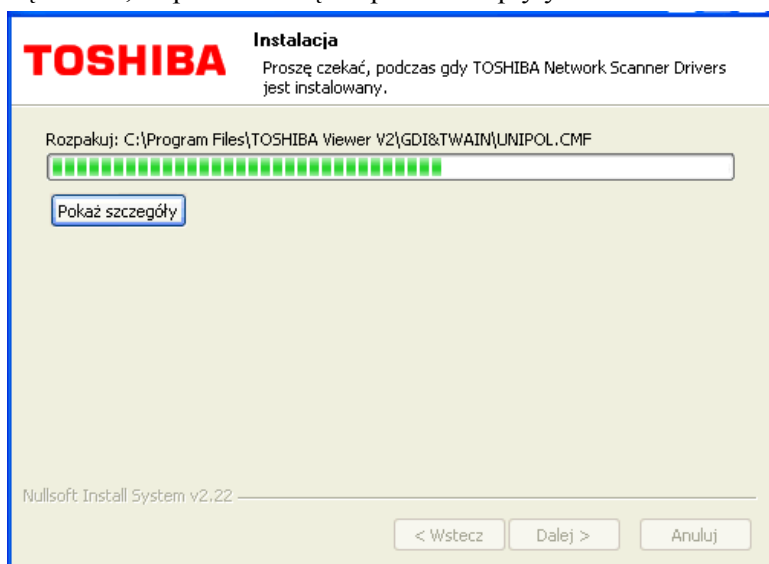 Instalacja
TOSHIBA
Proszę czekać, podczas gdy TOSHIBA Network Scanner Drivers
jest instalowany.
Rozpakuj: C:\Program Files\TOSHIBA Viewer V2\GDI&TWAIN\UNIPOL.CMF
Pokaż szczegóły
Nullsoft Install System v2.22
< Wstecz
Dalej >
Anuluj